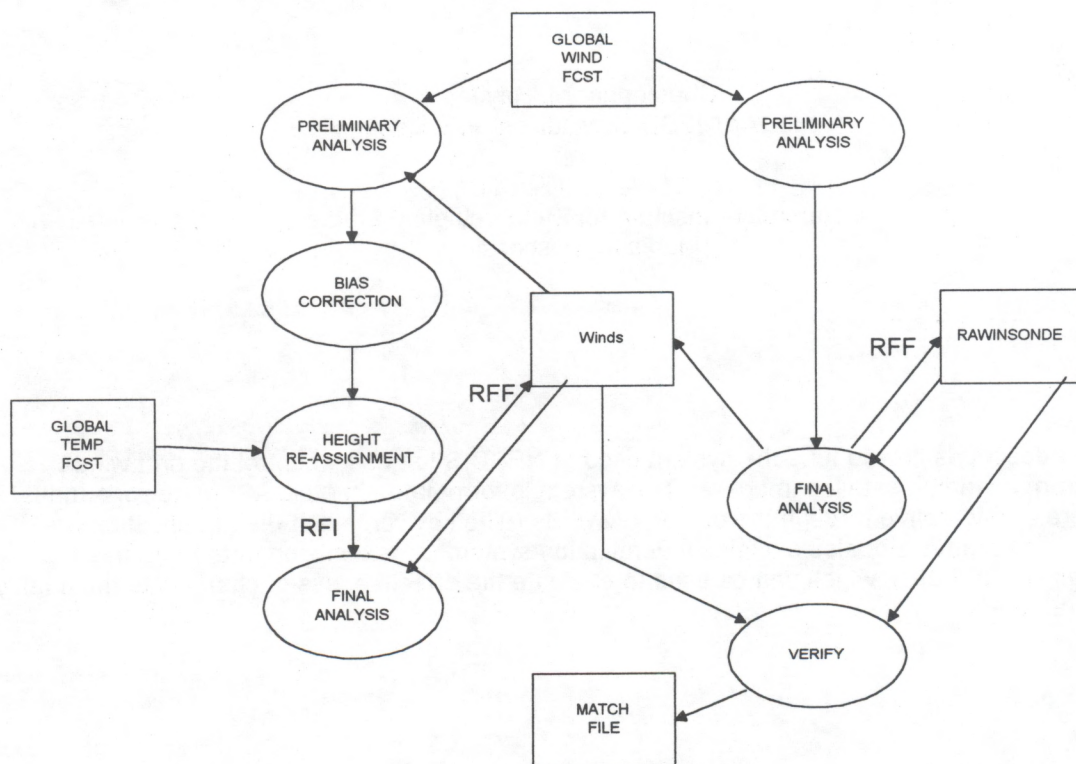 GLOBAL
WIND
FCST
PRELIMINARY
ANALYSIS
PRELIMINARY
ANALYSIS
BIAS
CORRECTION
Winds
RAWINSONDE
RFF
RFF
GLOBAL
TEMP
FCST
HEIGHT
RE-ASSIGNMENT
FINAL
ANALYSIS
RFI
FINAL
ANALYSIS
VERIFY
MATCH
FILE